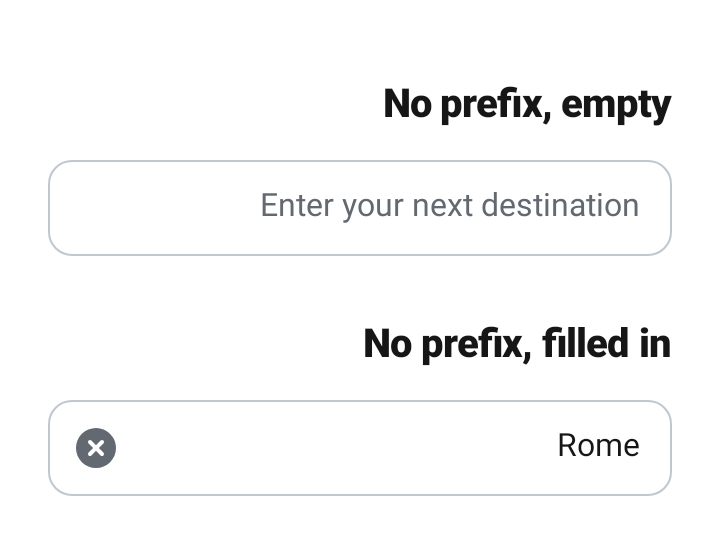 No prefix, empty
Enter your next destination
No prefix, filled in
Rome